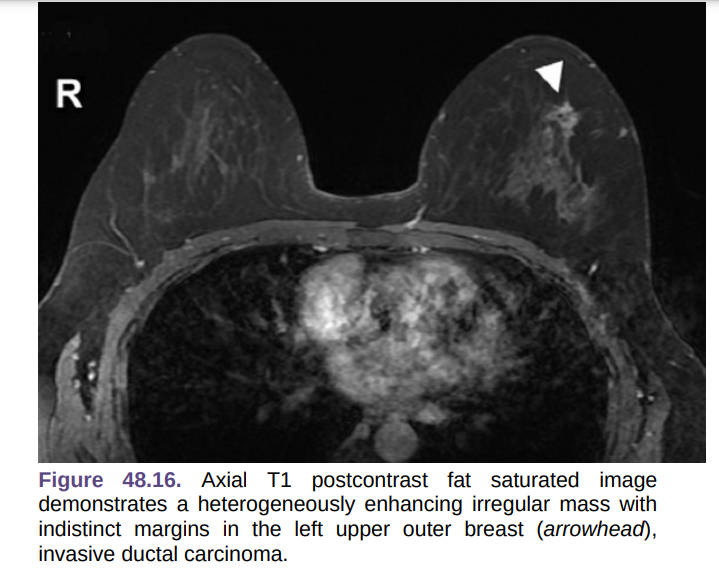 R
Figure 48.16. Axial T1 postcontrast fat saturated image
demonstrates a heterogeneously enhancing irregular mass with
indistinct margins in the left upper outer breast (arrowhead),
invasive ductal carcinoma.